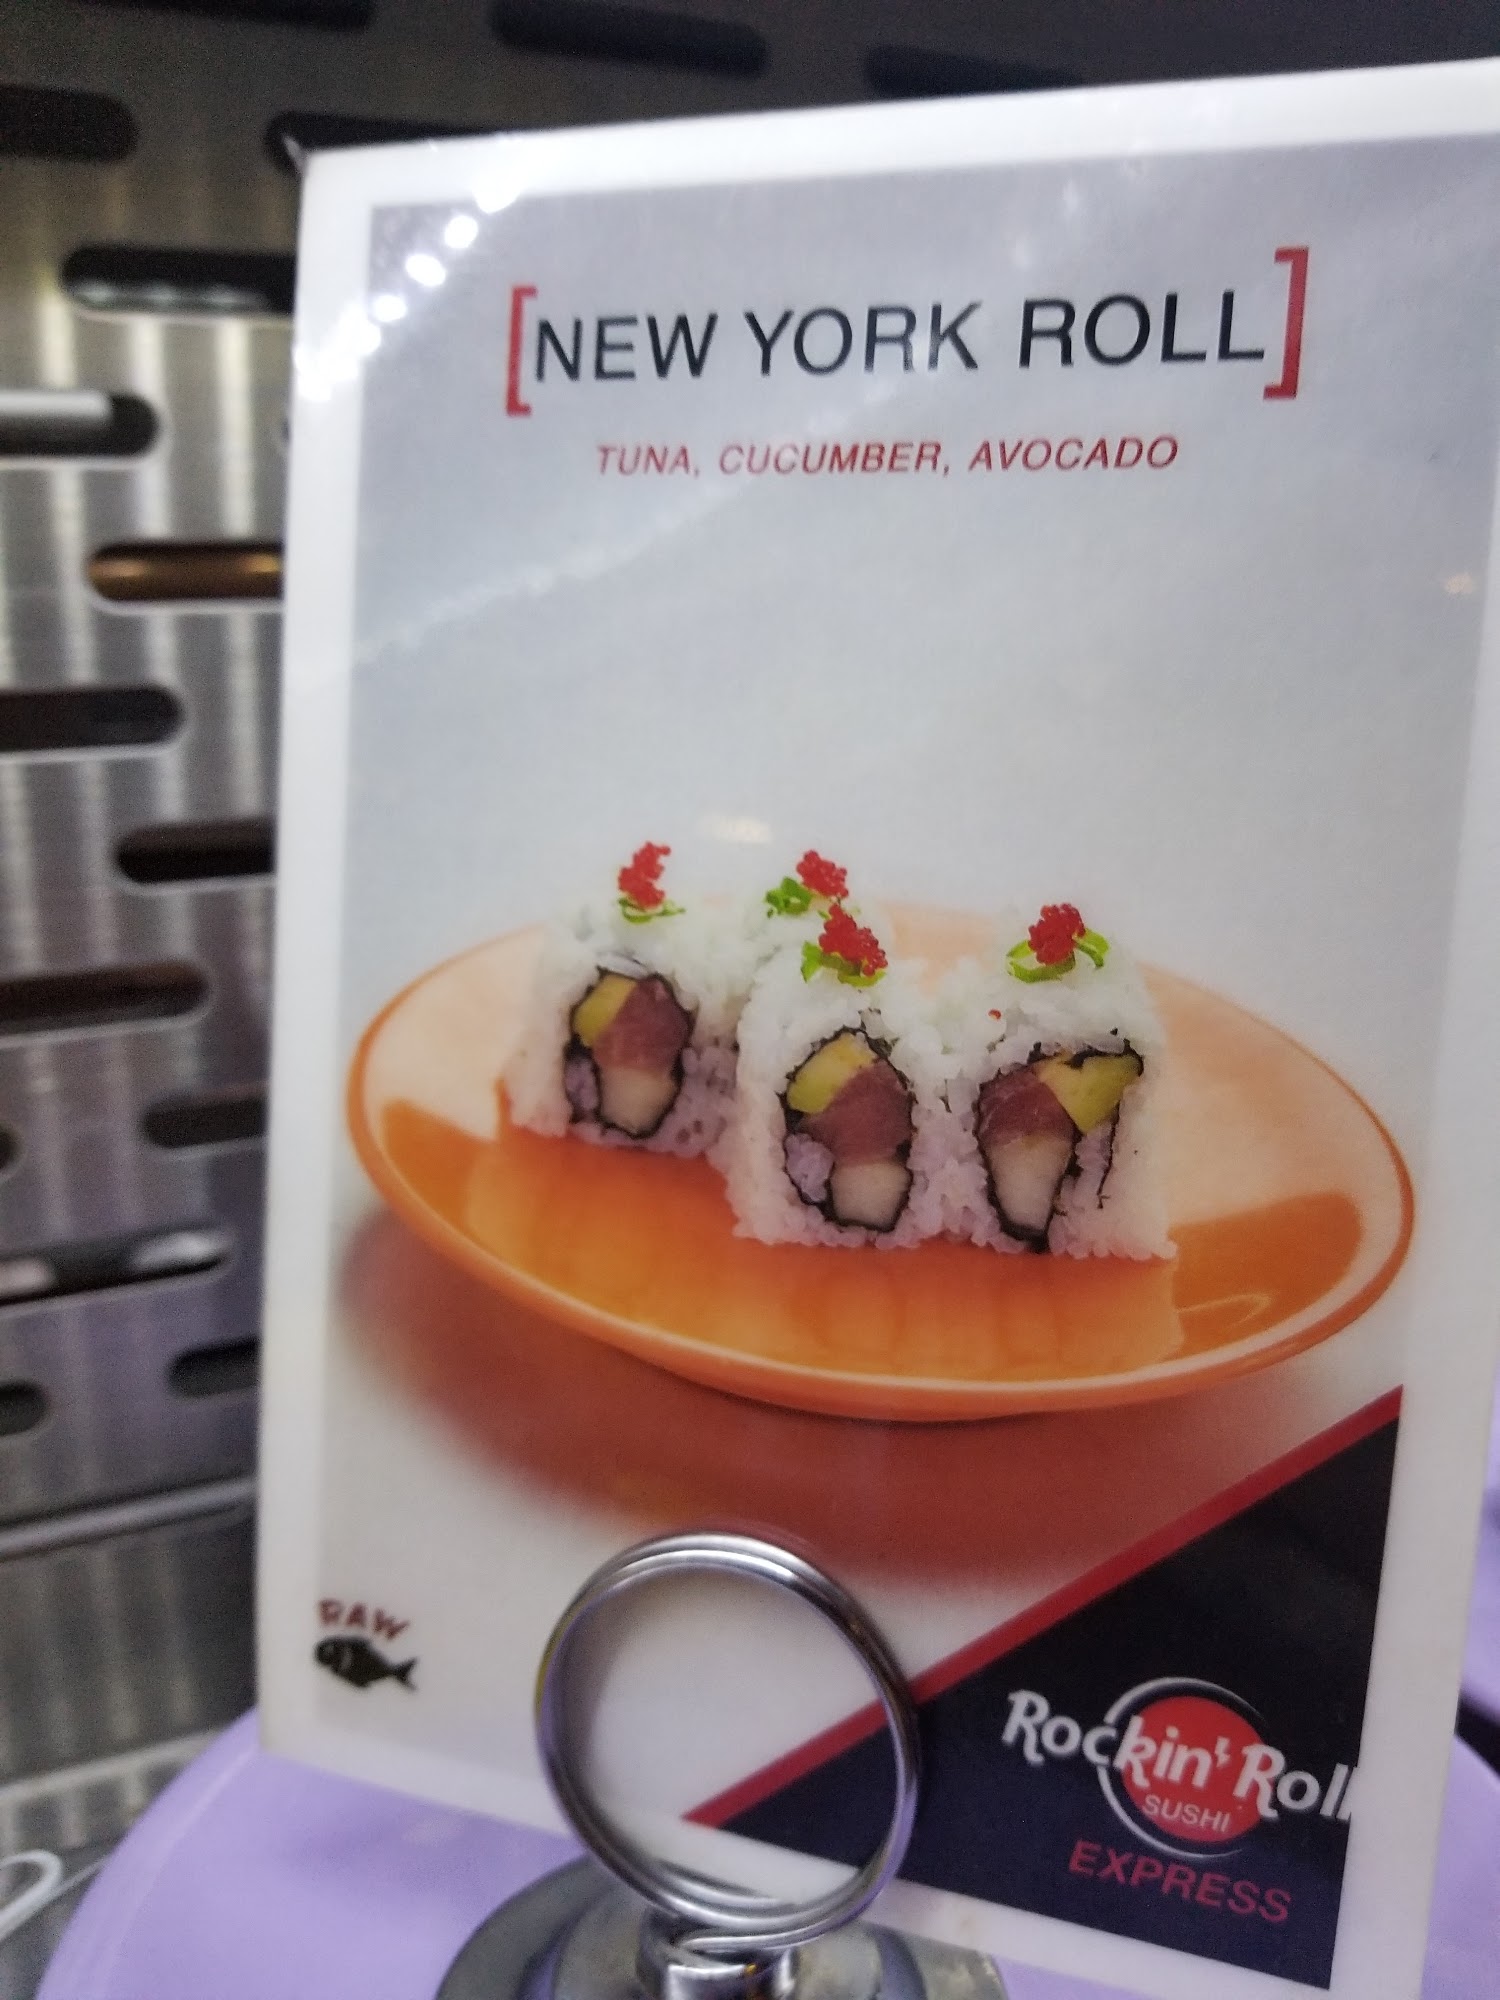 [NEW YORK ROLL]
TUNA, CUCUMBER, AVOCADO
RAW
Rockin' Roll
SUSHI
EXPRESS